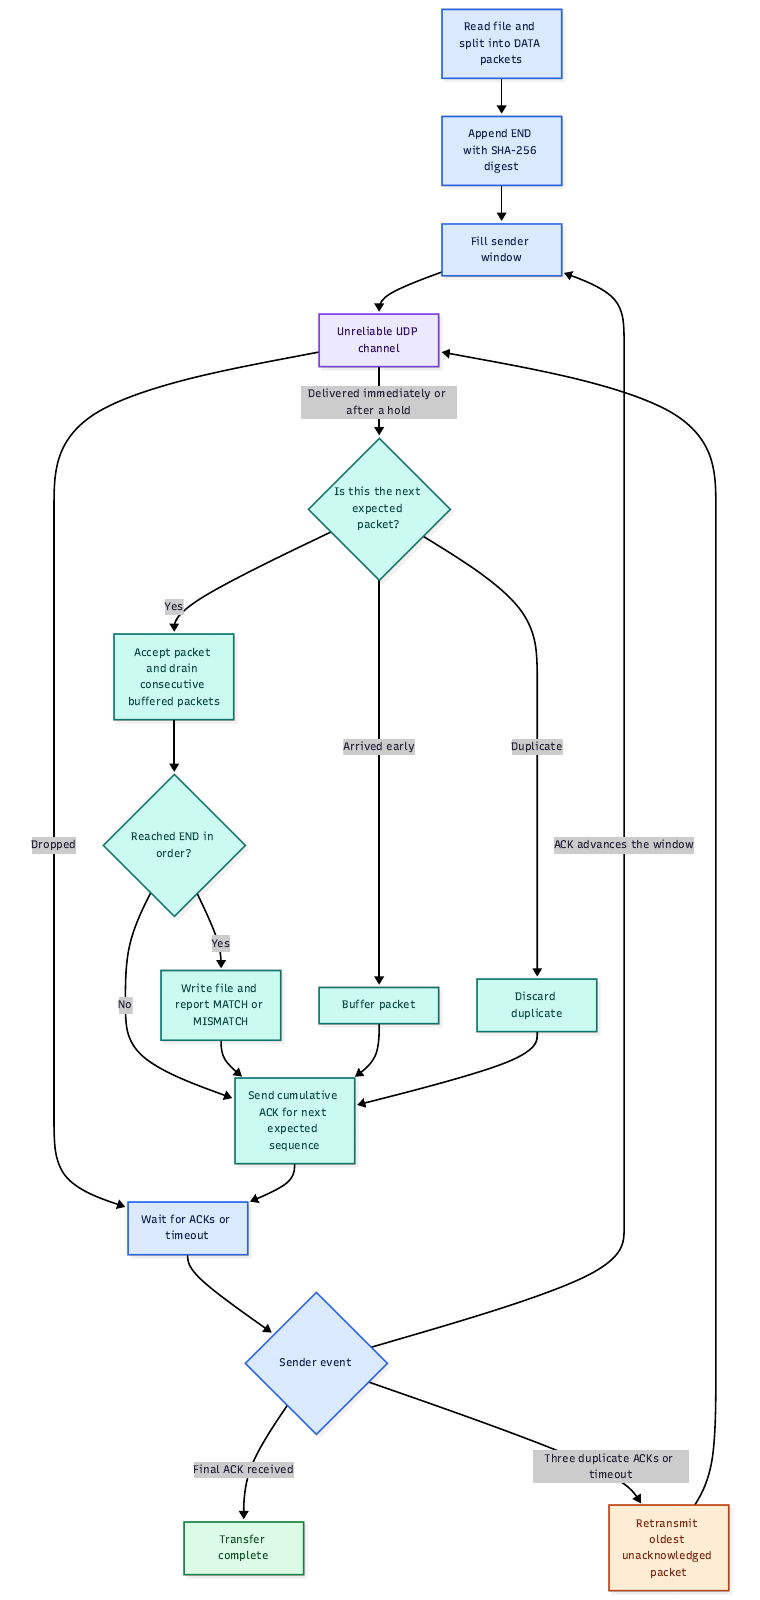 Read file and
split into DATA
packets
Append END
with SHA-256
digest
Fill sender
window
Unreliable UDP
channel
Delivered immediately or
after a hold
Is this the next
expected
packet?
Yes
Accept packet
and drain
consecutive
buffered packets
Arrived early
Duplicate
Reached END in
order?
Dropped
ACK advances the window
Yes
No
Write file and
report MATCH or
MISMATCH
Buffer packet
Discard
duplicate
Send cumulative
ACK for next
expected
sequence
Wait for ACKs or
timeout
Sender event
Final ACK received
Three duplicate ACKs or
timeout
Transfer
complete
Retransmit
oldest
unacknowledged
packet